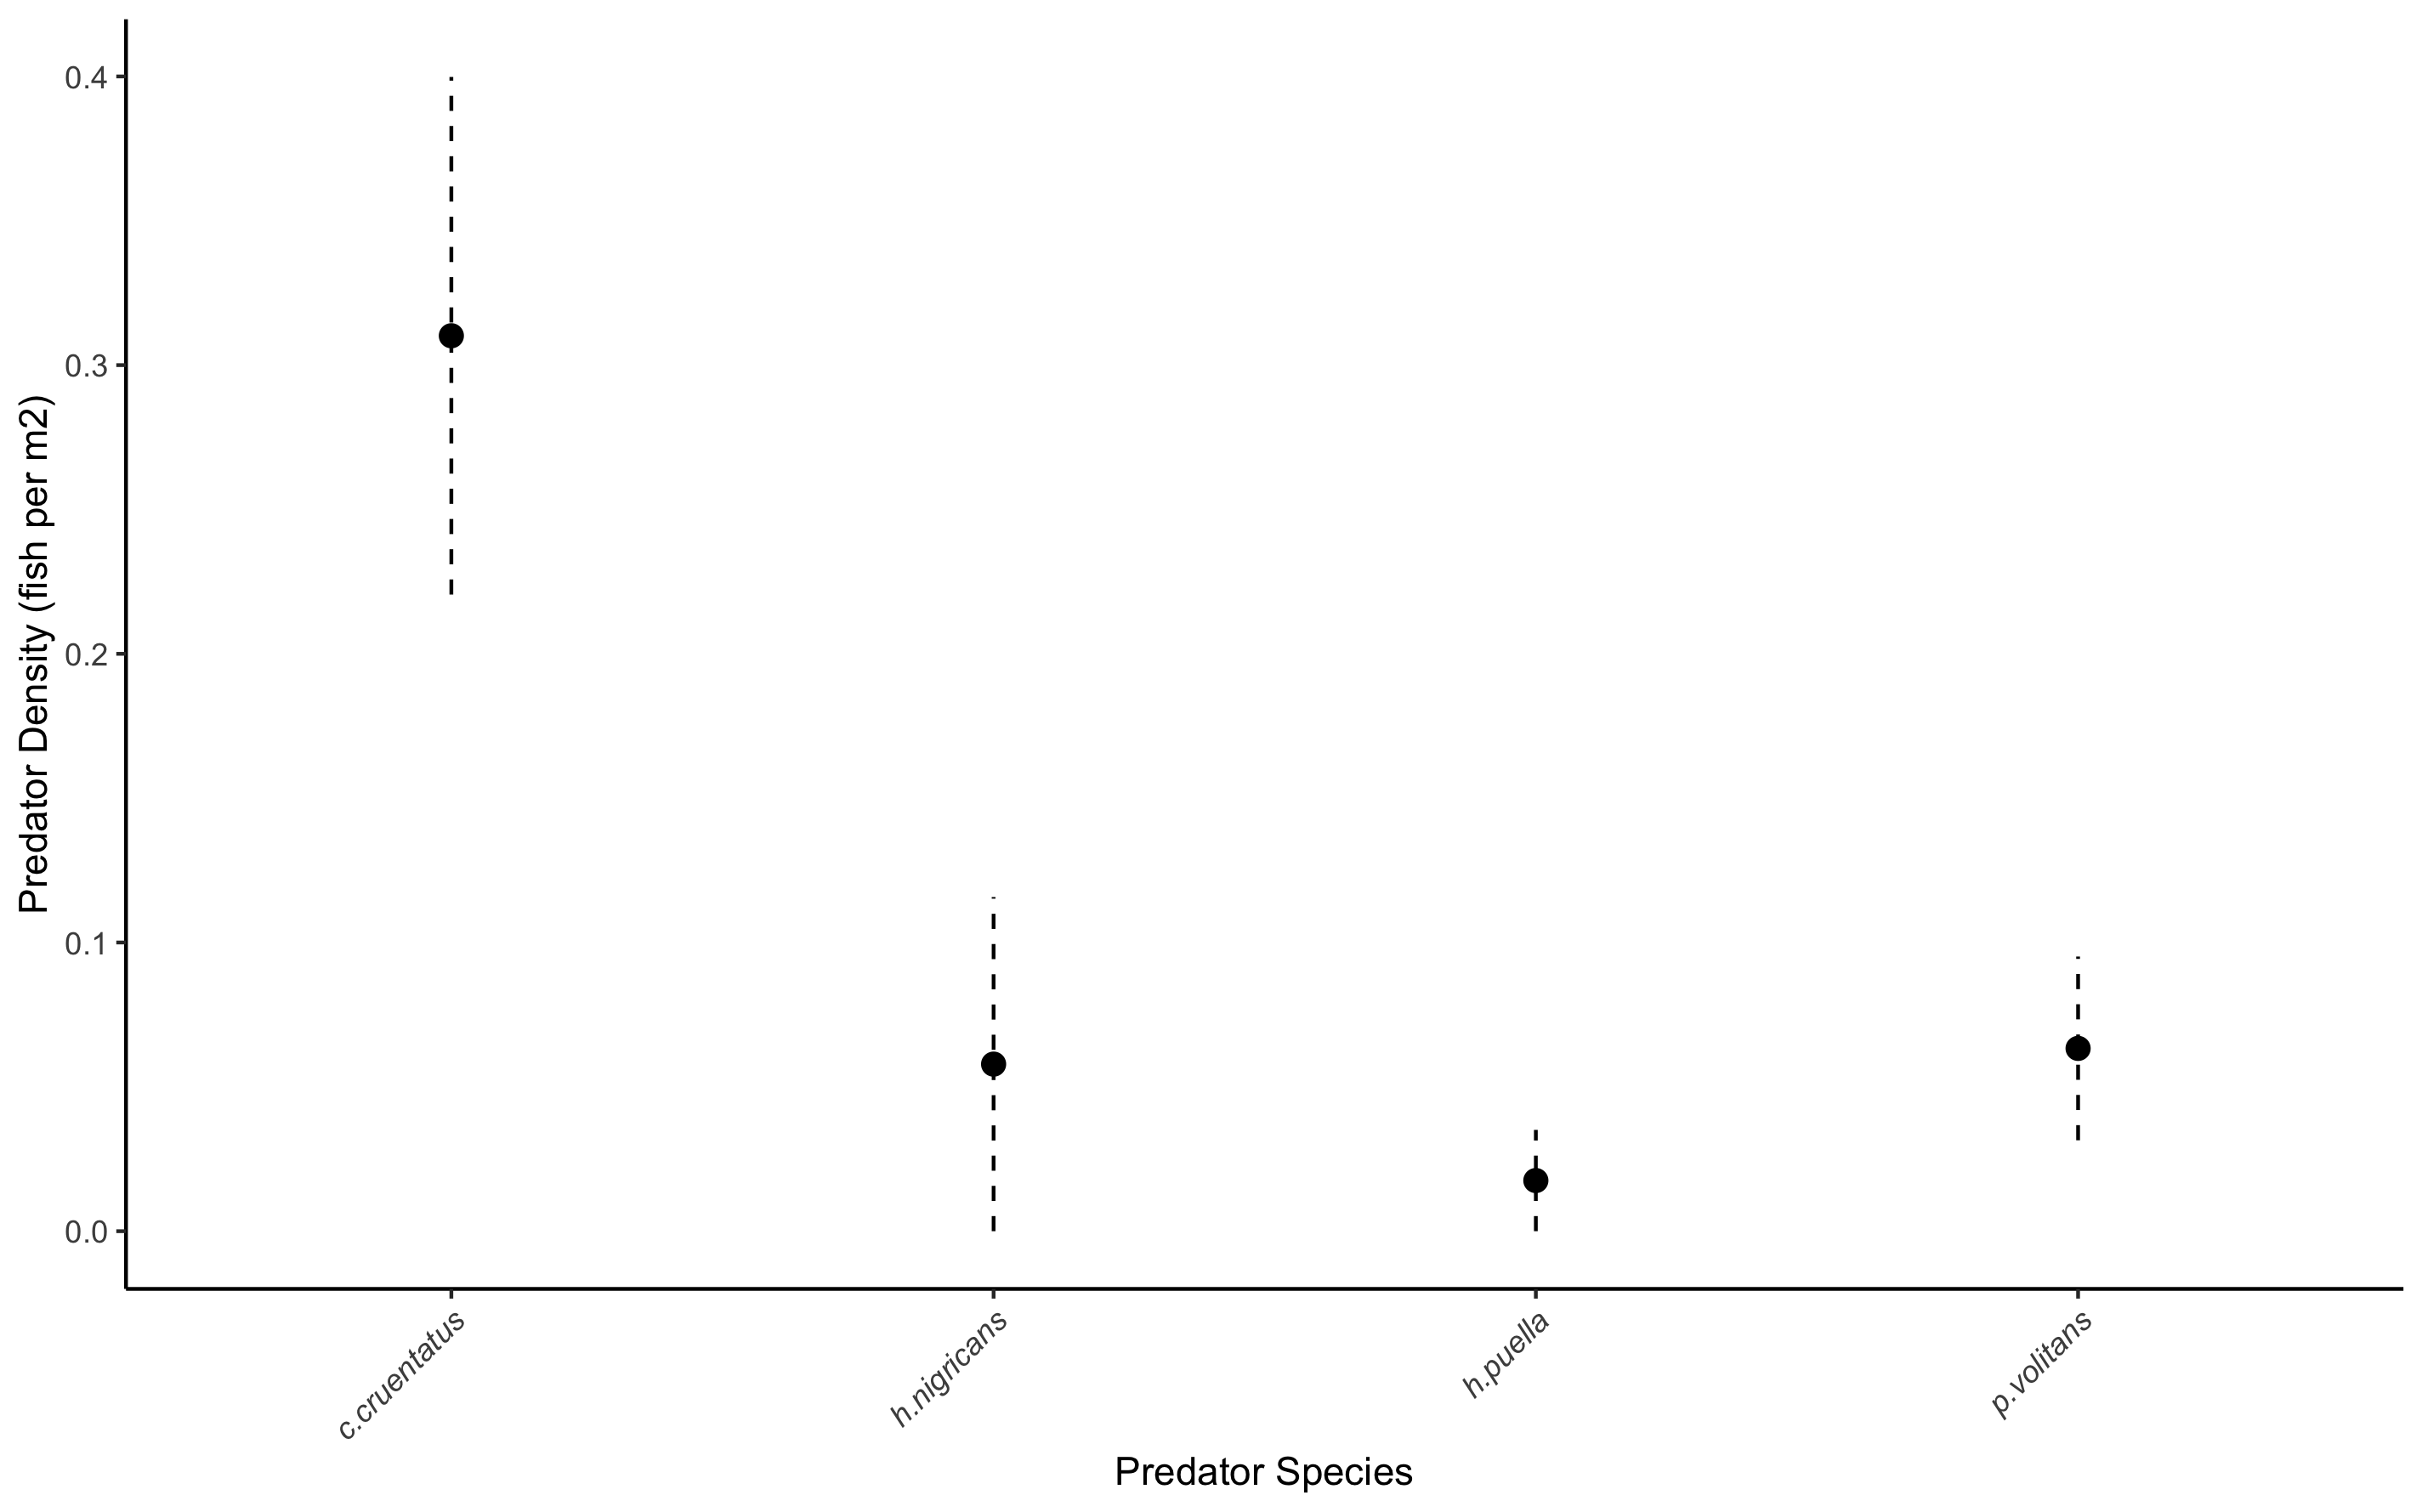 Predator Density (fish per m2)
0.4
0.3
0.2
0.1
0.0
c.cruentatus
h.nigricans
h.puella
p.volitans
Predator Species